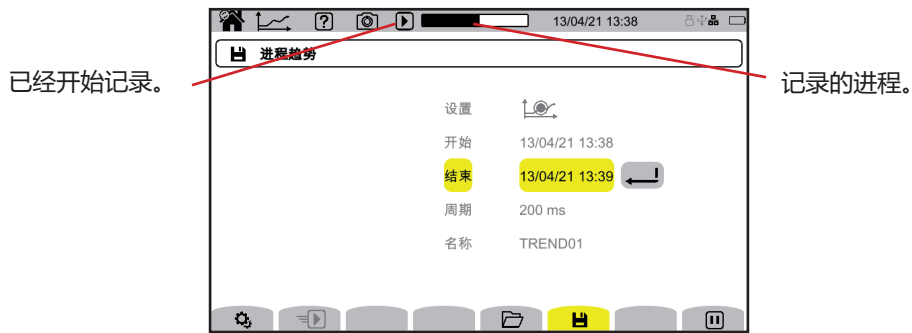 13/04/21 13:38
进程趋势
已经开始记录。
记录的进程。
设置
开始 13/04/21 13:38
结束 13/04/21 13:39
周期 200 ms
名称 TREND01